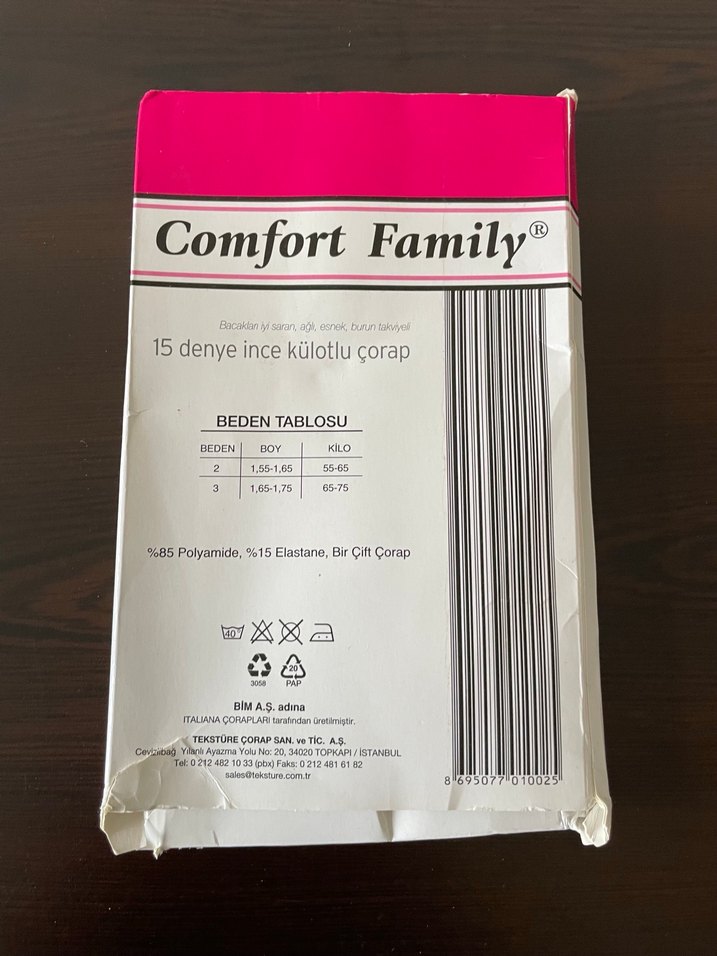 Comfort Family®
Bacakları iyi saran, ağlı, esnek, burun takviyeli
15 denye ince külotlu çorap
BEDEN TABLOSU
BEDEN BOY KİLO
2 1,55-1,65 55-65
3 1,65-1,75 65-75
%85 Polyamide, %15 Elastane, Bir Çift Çorap
40°
3058 20 PAP
BİM A.Ş. adına
ITALIANA ÇORAPLARI tarafından üretilmiştir.
TEKSTÜRE ÇORAP SAN. ve TİC. A.Ş.
Cevizlibağ Yılanlı Ayazma Yolu No: 20, 34020 TOPKAPI / İSTANBUL
Tel: 0 212 482 10 33 (pbx) Faks: 0 212 481 61 82
sales@teksture.com.tr
8 695077 010025